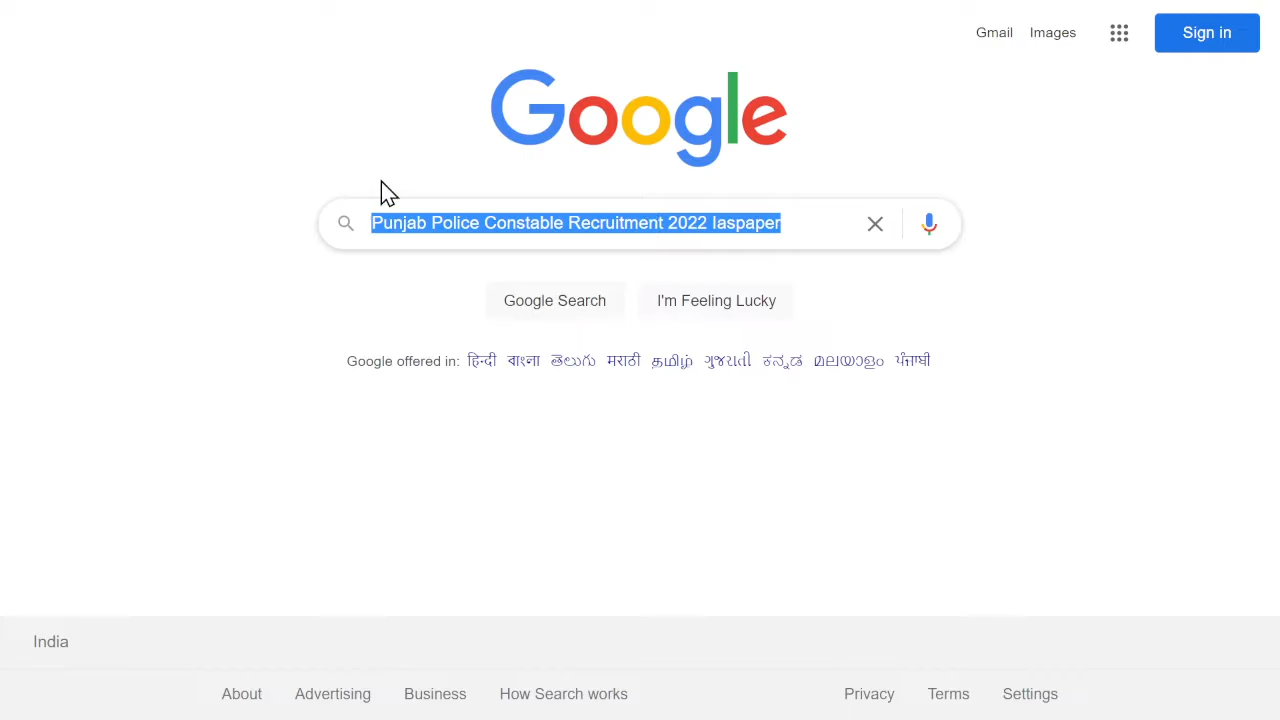 Gmail Images Sign in
Google
Punjab Police Constable Recruitment 2022 Iaspaper
Google Search I'm Feeling Lucky
Google offered in: हिन्दी বাংলা తెలుగు मराठी தமிழ் ગુજરાતી ಕನ್ನಡ മലയാളം ਪੰਜਾਬੀ
India
About Advertising Business How Search works Privacy Terms Settings